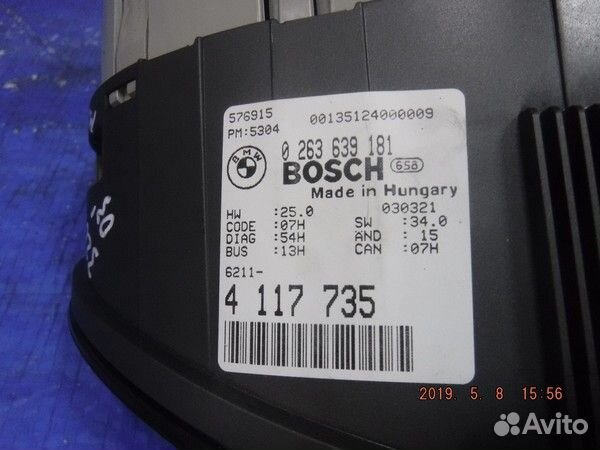 576915 00135124000009
PM:5304
BMW 0 263 639 181
BOSCH 658
Made in Hungary
HW :25.0 030321
CODE :07H SW :34.0
DIAG :54H AND : 15
BUS :13H CAN :07H
6211-
4 117 735
2019. 5. 8 15:56
Avito